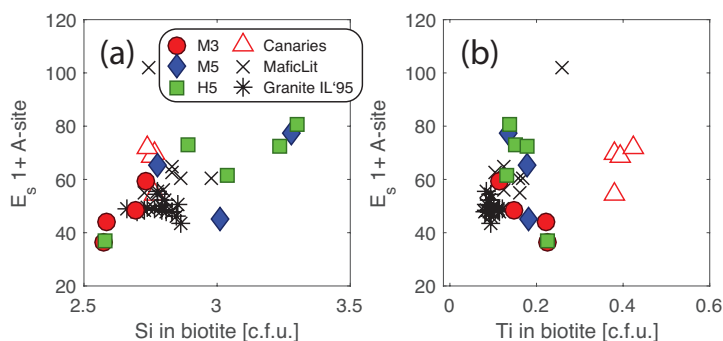 120
100
80
60
40
20
E_s 1+ A-site
(a)
M3
M5
H5
Canaries
MaficLit
Granite IL'95
2.5 3 3.5
Si in biotite [c.f.u.]
120
100
80
60
40
20
E_s 1+ A-site
(b)
0 0.2 0.4 0.6
Ti in biotite [c.f.u.]